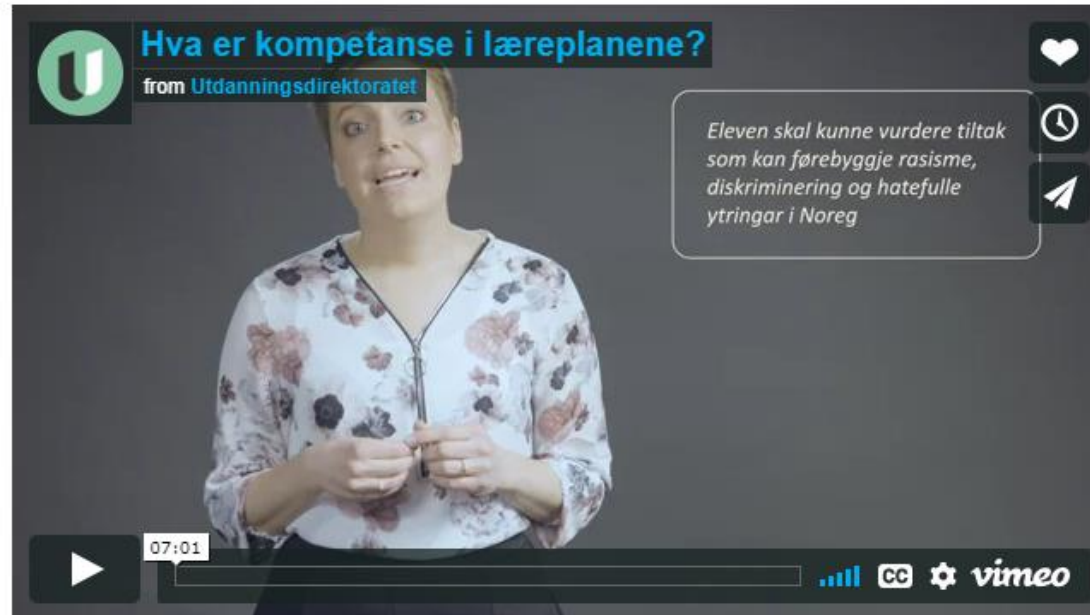 Hva er kompetanse i læreplanene?
from Utdanningsdirektoratet
Eleven skal kunne vurdere tiltak
som kan førebyggje rasisme,
diskriminering og hatefulle
ytringar i Noreg
07:01
CC
vimeo